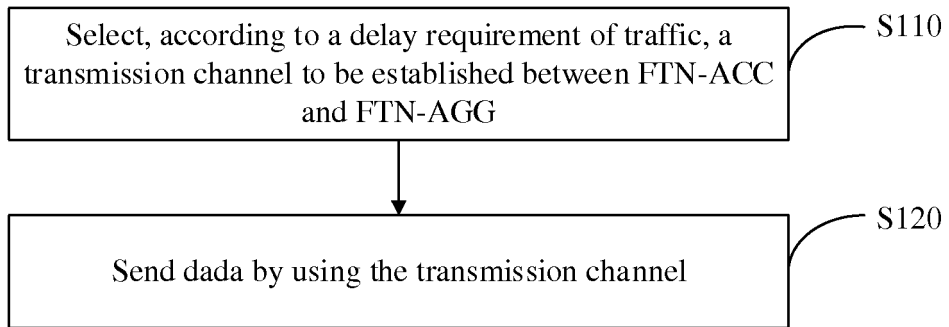 Select, according to a delay requirement of traffic, a
transmission channel to be established between FTN-ACC
and FTN-AGG
S110
Send dada by using the transmission channel
S120